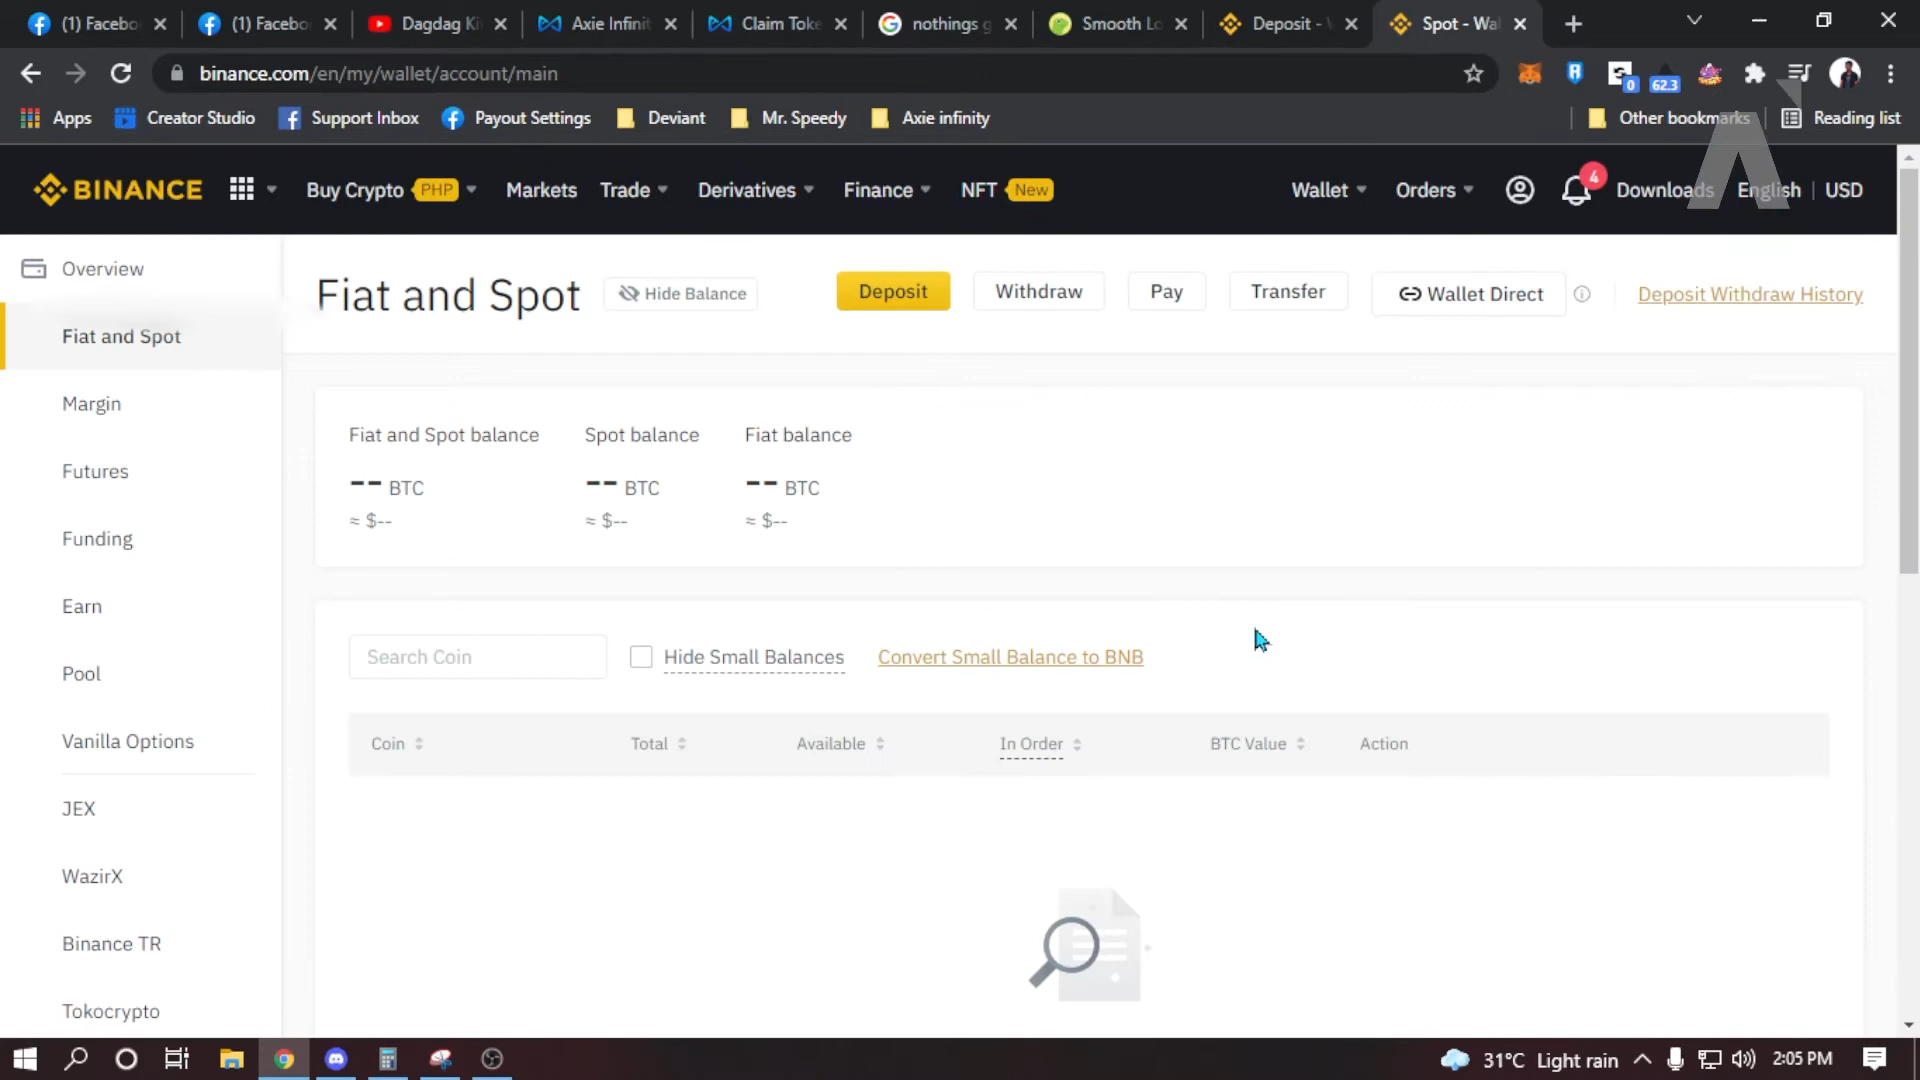 (1) Facebo
(1) Facebo
Dagdag Ki
Axie Infinit
Claim Toke
nothings g
Smooth Lo
Deposit -
Spot - Wal
binance.com/en/my/wallet/account/main
0
62.3
Apps
Creator Studio
Support Inbox
Payout Settings
Deviant
Mr. Speedy
Axie infinity
Other bookmarks
Reading list
BINANCE
Buy Crypto PHP
Markets
Trade
Derivatives
Finance
NFT New
Wallet
Orders
4
Downloads
English | USD
Overview
Fiat and Spot
Margin
Futures
Funding
Earn
Pool
Vanilla Options
JEX
WazirX
Binance TR
Tokocrypto
Fiat and Spot
Hide Balance
Deposit
Withdraw
Pay
Transfer
Wallet Direct
Deposit Withdraw History
Fiat and Spot balance
-- BTC
≈ $--
Spot balance
-- BTC
≈ $--
Fiat balance
-- BTC
≈ $--
Search Coin
Hide Small Balances
Convert Small Balance to BNB
Coin
Total
Available
In Order
BTC Value
Action
31°C Light rain
2:05 PM